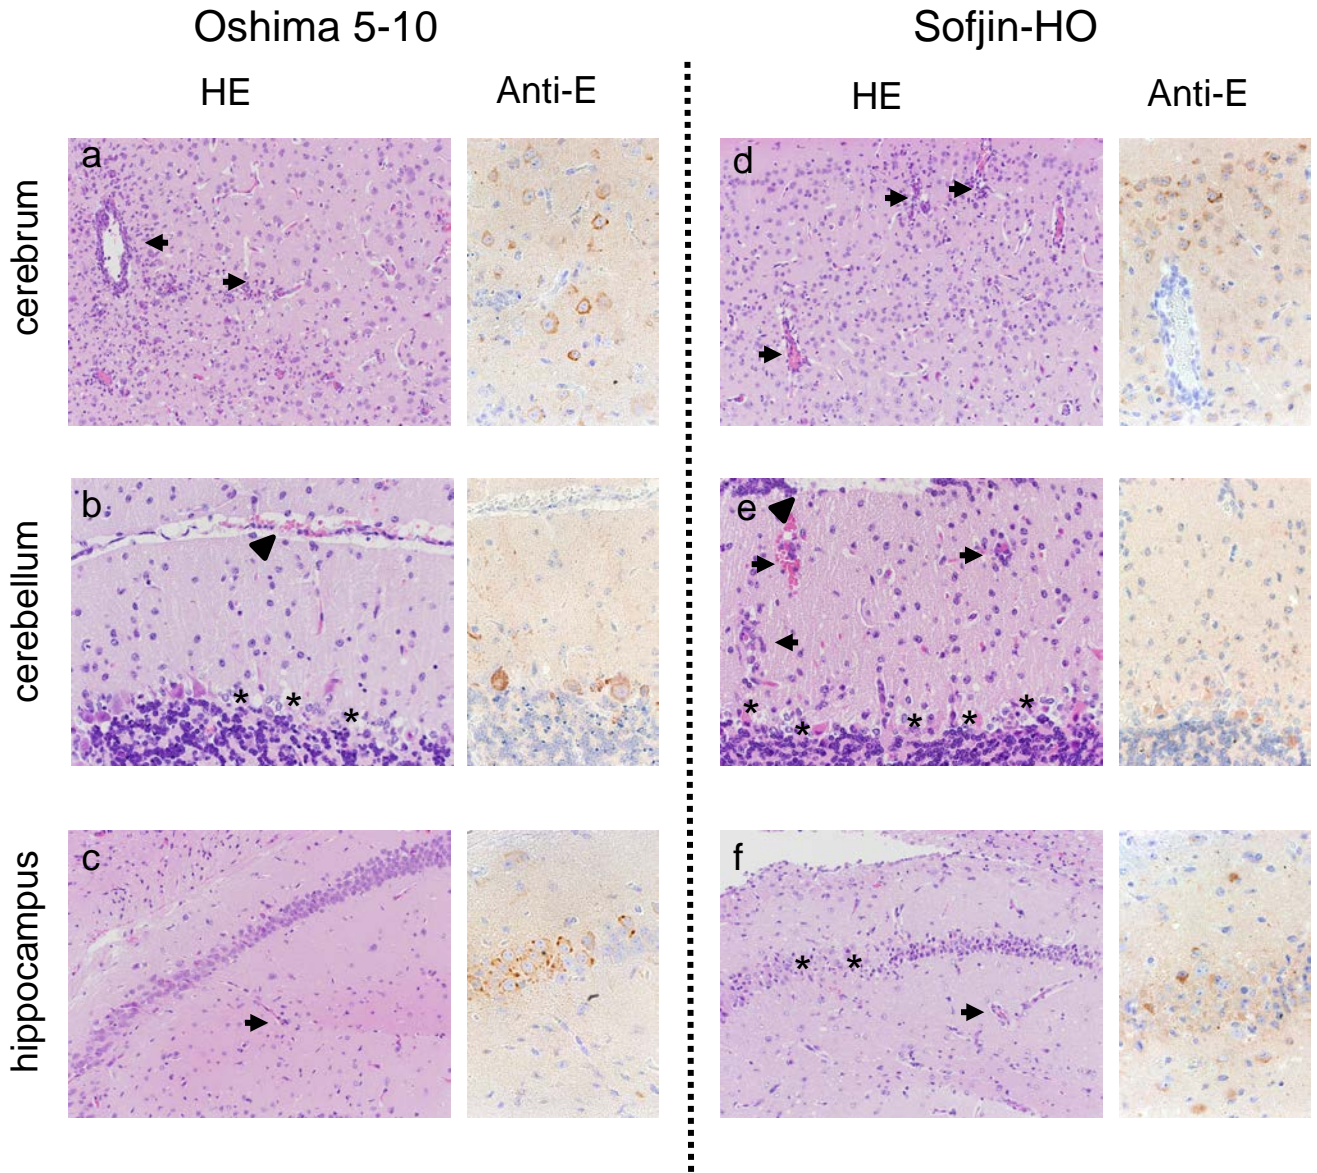 Oshima 5-10
Sofjin-HO
HE
Anti-E
HE
Anti-E
cerebrum
a
d
cerebellum
b
*
*
*
e
*
*
*
*
*
hippocampus
c
f
*
*